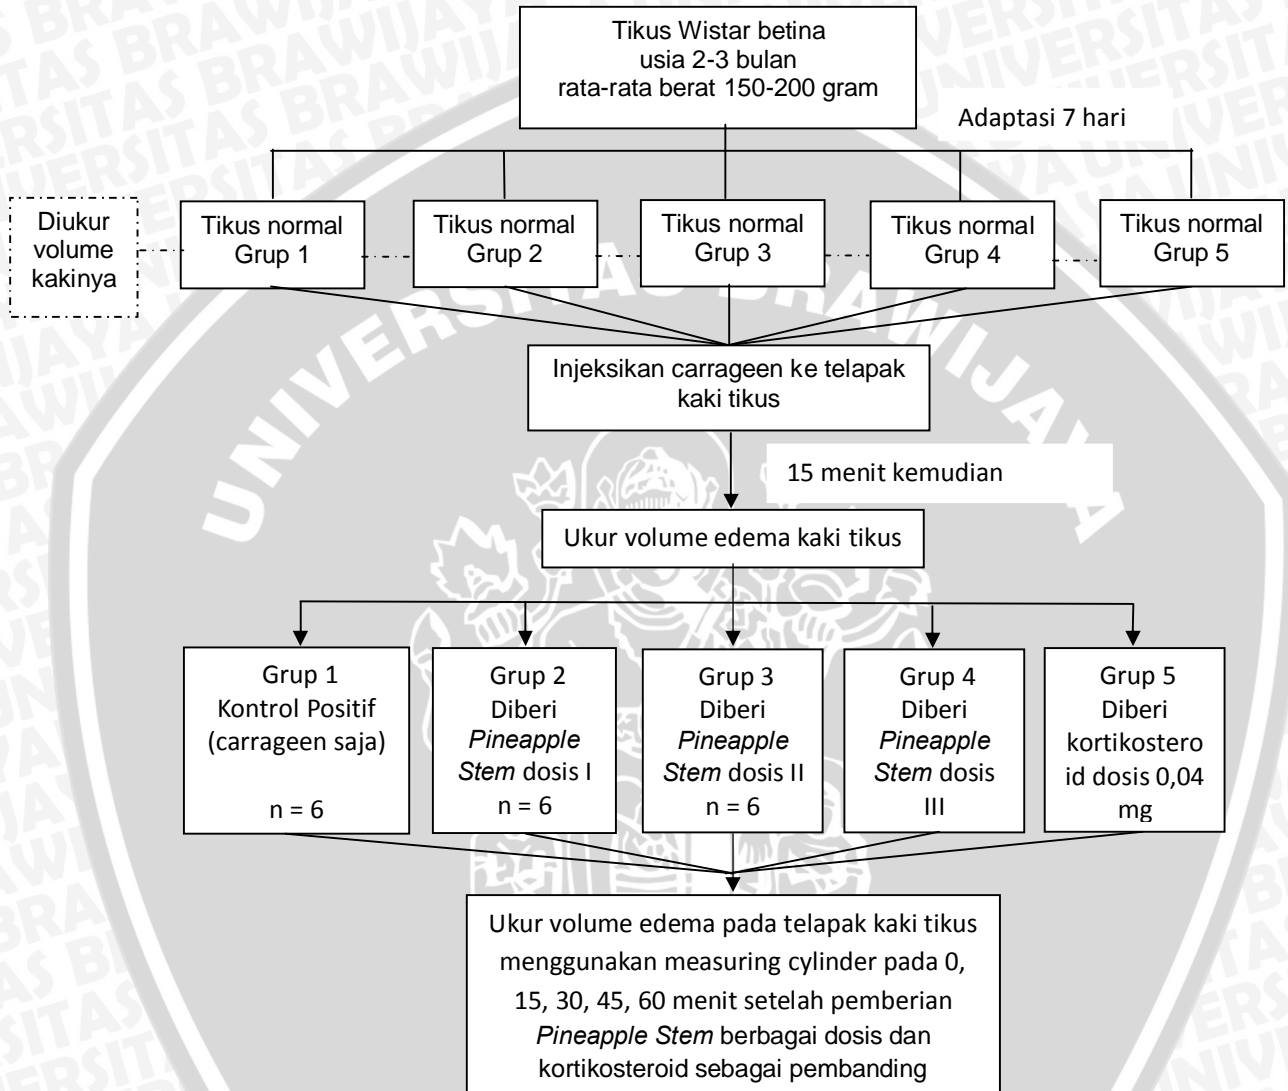 Tikus Wistar betina
usia 2-3 bulan
rata-rata berat 150-200 gram
Adaptasi 7 hari
Diukur
volume
kakinya
Tikus normal
Grup 1
Tikus normal
Grup 2
Tikus normal
Grup 3
Tikus normal
Grup 4
Tikus normal
Grup 5
UNIVERSITAS BRAWIJAYA
Injeksikan carrageen ke telapak
kaki tikus
15 menit kemudian
Ukur volume edema kaki tikus
Grup 1
Kontrol Positif
(carrageen saja)
n = 6
Grup 2
Diberi
Pineapple
Stem dosis I
n = 6
Grup 3
Diberi
Pineapple
Stem dosis II
n = 6
Grup 4
Diberi
Pineapple
Stem dosis
III
Grup 5
Diberi
kortikostero
id dosis 0,04
mg
Ukur volume edema pada telapak kaki tikus
menggunakan measuring cylinder pada 0,
15, 30, 45, 60 menit setelah pemberian
Pineapple Stem berbagai dosis dan
kortikosteroid sebagai pembanding